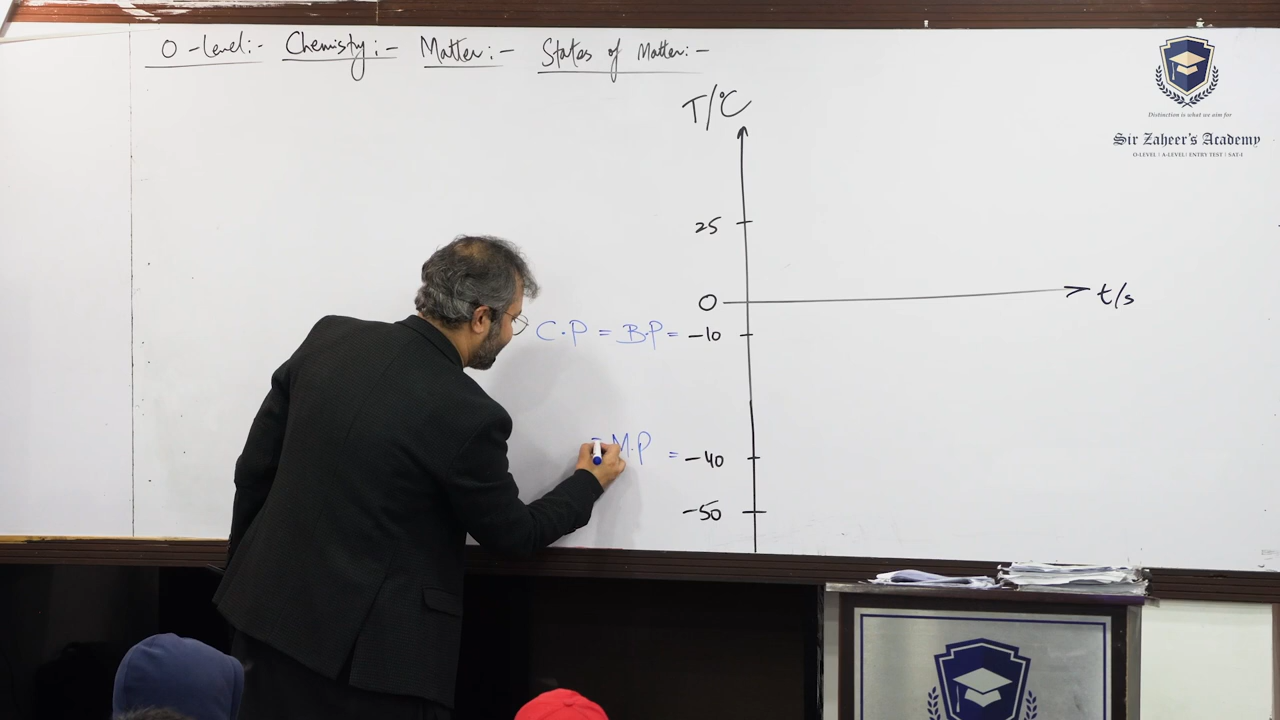 O-Level:- Chemistry:- Matter:- States of Matter:-
T/°C
25
0
t/s
C.P = B.P = -10
= M.P = -40
-50
Distinction is what we aim for
Sir Zaheer's Academy
O-LEVEL | A-LEVEL | ENTRY TEST | SAT-I